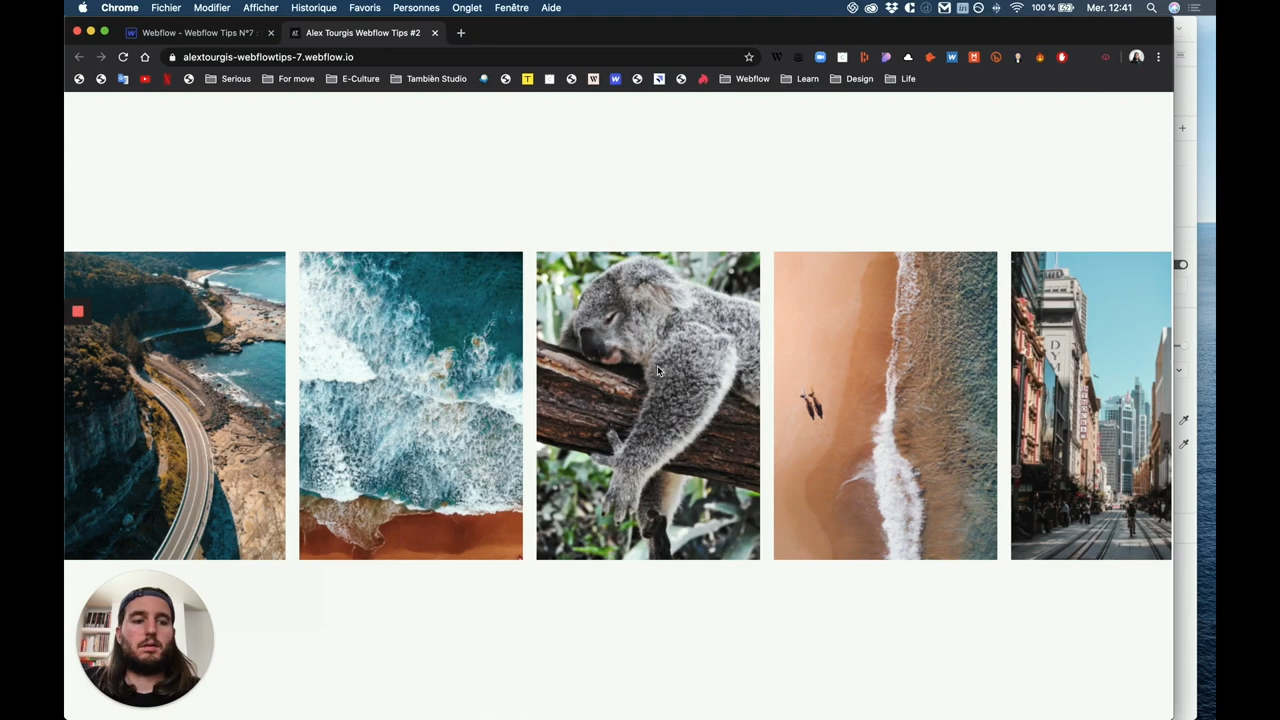 Chrome Fichier Modifier Afficher Historique Favoris Personnes Onglet Fenêtre Aide 100 % Mer. 12:41
Webflow - Webflow Tips N°7 : Alex Tourgis Webflow Tips #2
alextourgis-webflowtips-7.webflow.io
Serious For move E-Culture Tambièn Studio Webflow Learn Design Life